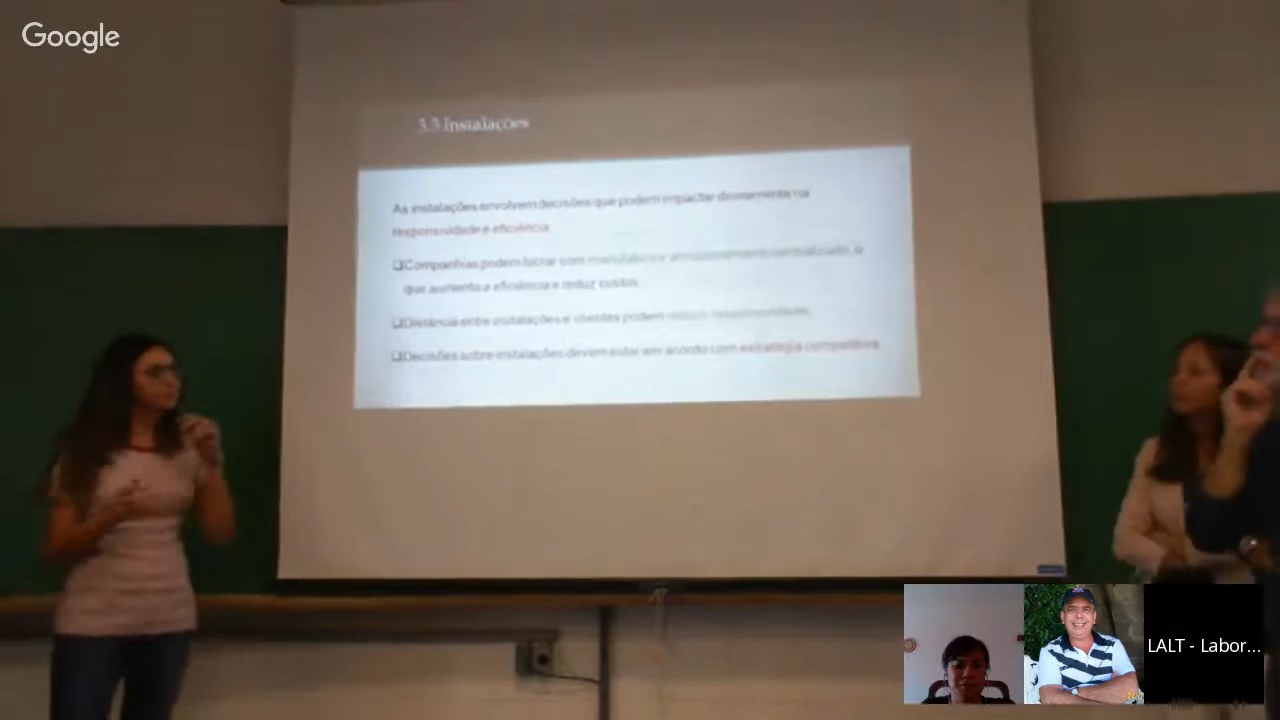 Google
3.3 Instalações
As instalações envolvem decisões que podem impactar diretamente na
responsividade e eficiência
❑Companhias podem lucrar com manufatura e armazenamento centralizado, o
que aumenta a eficiência e reduz custos
❑Distância entre instalações e clientes podem reduzir responsividade,
❑Decisões sobre instalações devem estar em acordo com estratégia competitiva
LALT - Labor...